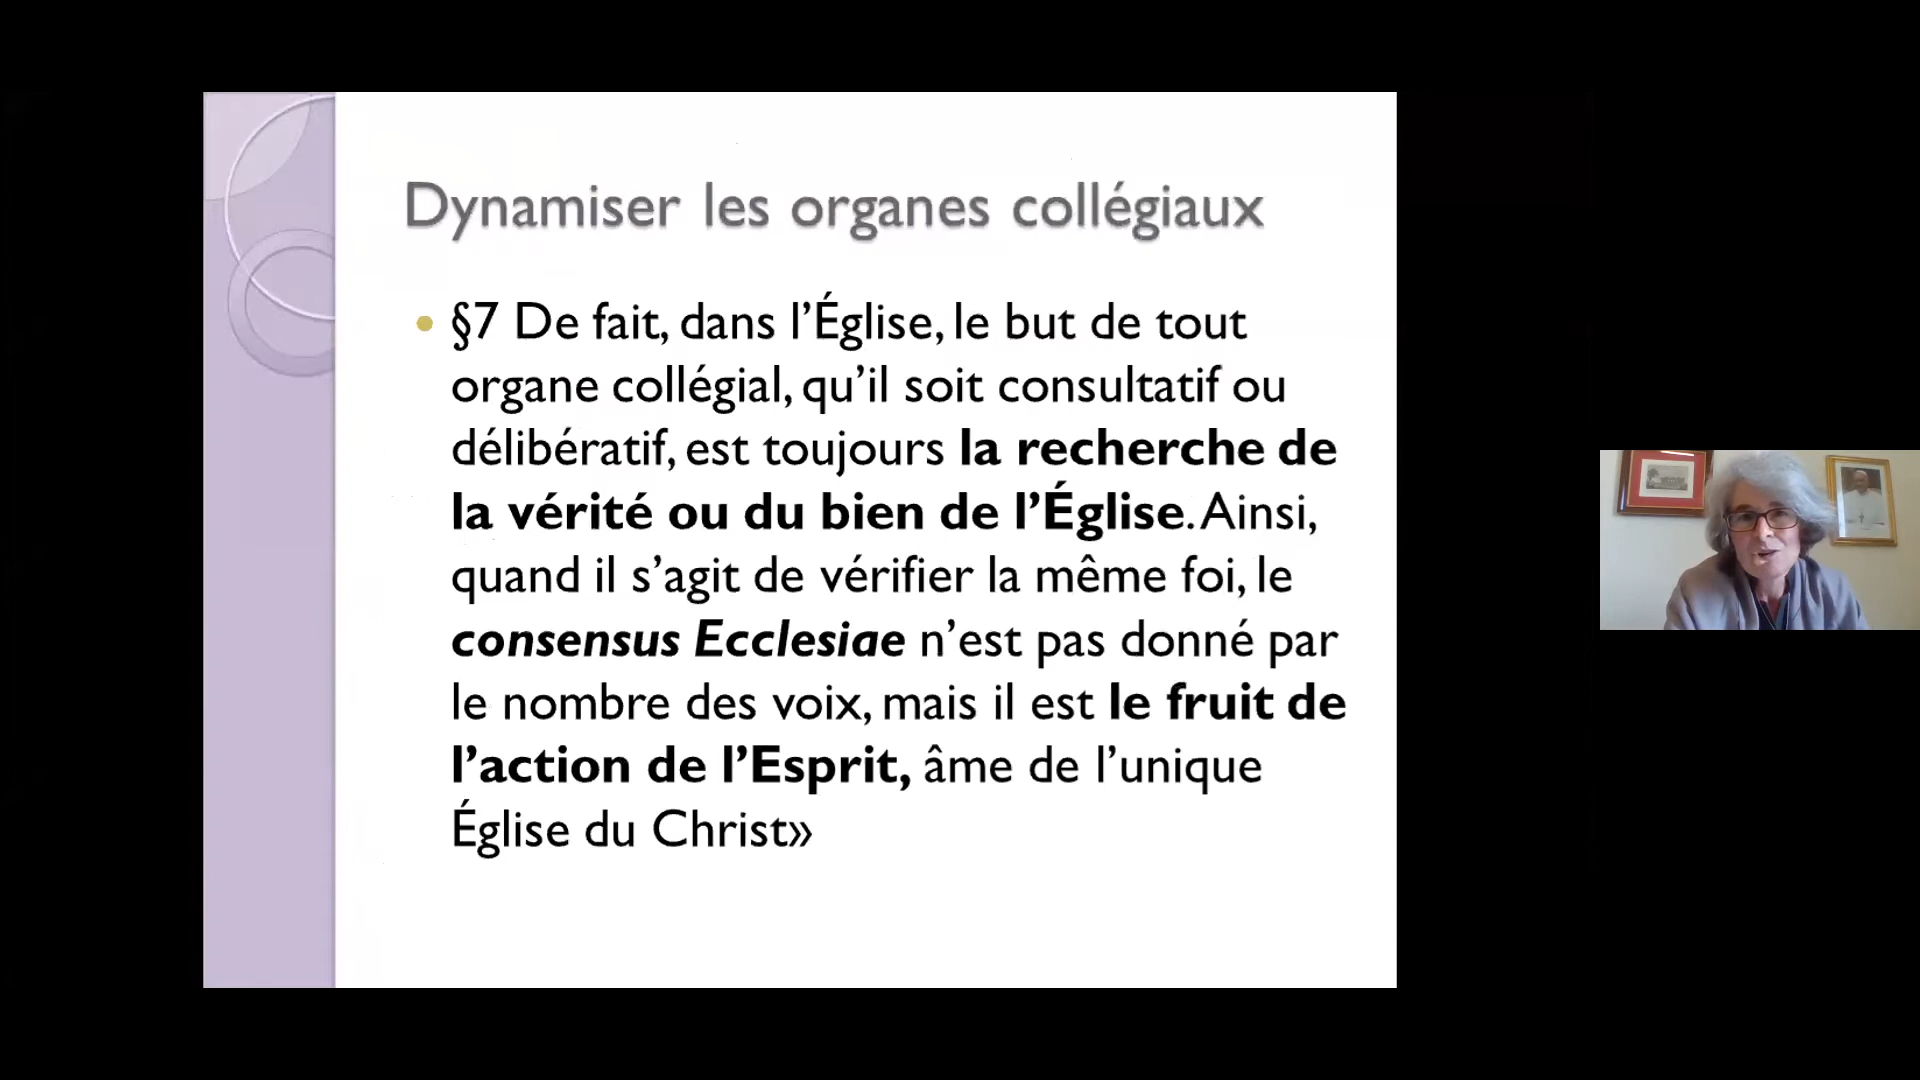 Dynamiser les organes collégiaux
• §7 De fait, dans l’Église, le but de tout
organe collégial, qu’il soit consultatif ou
délibératif, est toujours la recherche de
la vérité ou du bien de l’Église. Ainsi,
quand il s’agit de vérifier la même foi, le
consensus Ecclesiae n’est pas donné par
le nombre des voix, mais il est le fruit de
l’action de l’Esprit, âme de l’unique
Église du Christ»